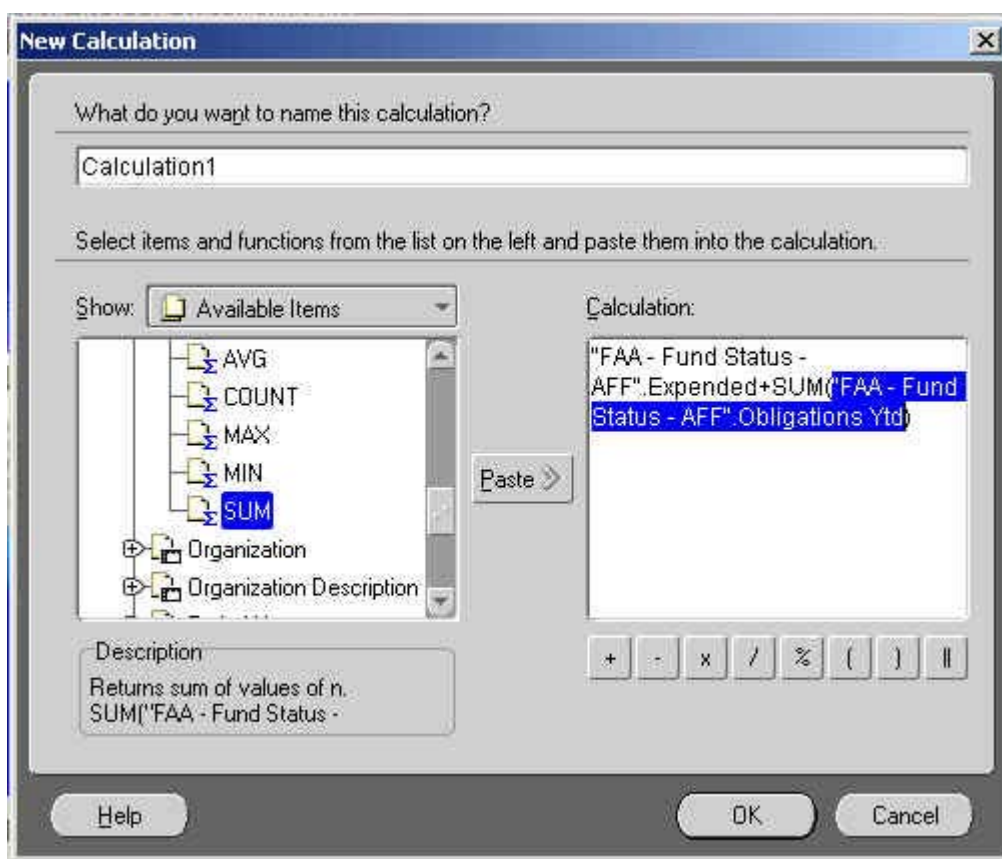 New Calculation
What do you want to name this calculation?
Calculation1
Select items and functions from the list on the left and paste them into the calculation.
Show: Available Items
AVG
COUNT
MAX
MIN
SUM
Organization
Organization Description
Description
Returns sum of values of n.
SUM("FAA - Fund Status -
Paste
Calculation:
"FAA - Fund Status -
AFF".Expended+SUM("FAA - Fund
Status - AFF".Obligations Ytd)
+ - x / % ( ) ||
Help
OK
Cancel